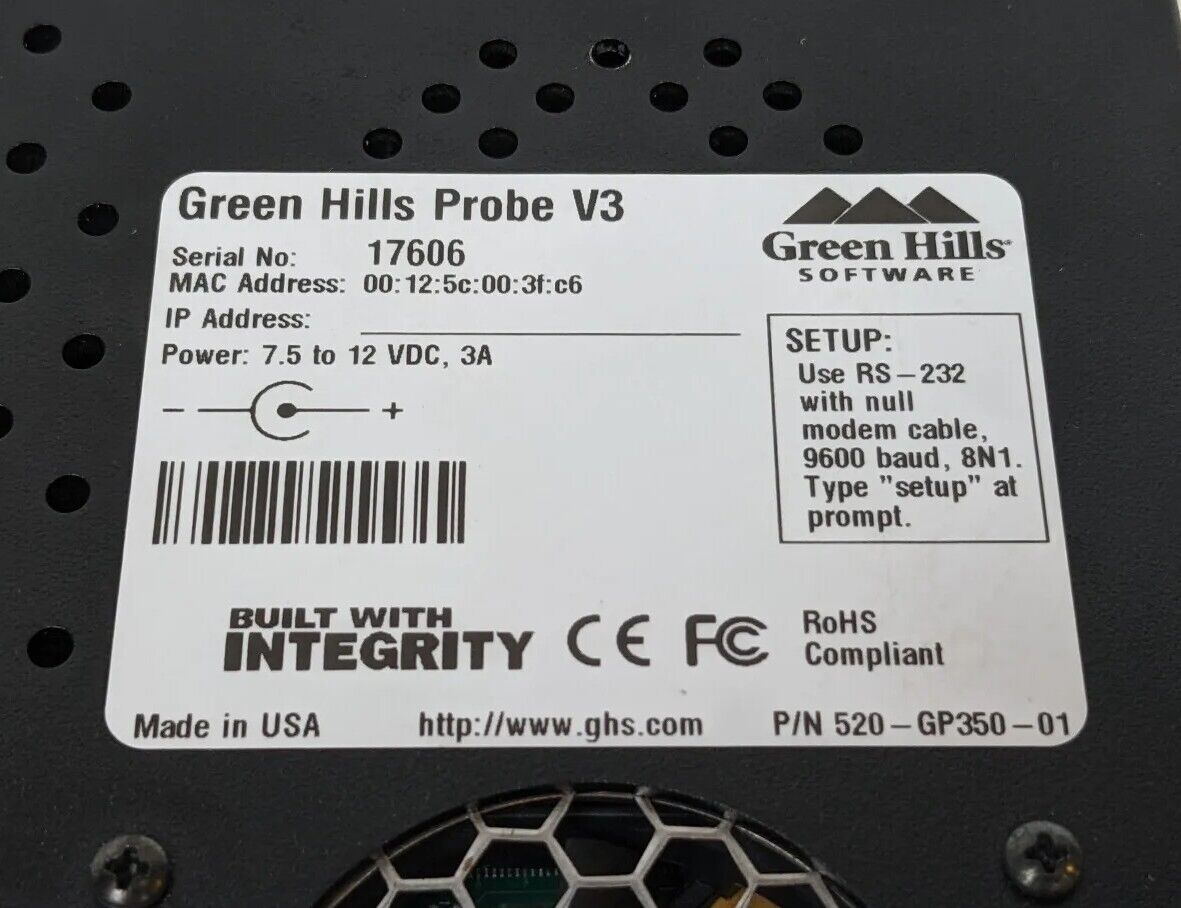 Green Hills Probe V3
Serial No: 17606
MAC Address: 00:12:5c:00:3f:c6
IP Address:
Power: 7.5 to 12 VDC, 3A
- +
Green Hills
SOFTWARE
SETUP:
Use RS-232
with null
modem cable,
9600 baud, 8N1.
Type "setup" at
prompt.
BUILT WITH
INTEGRITY
CE FC
RoHS
Compliant
Made in USA http://www.ghs.com P/N 520-GP350-01